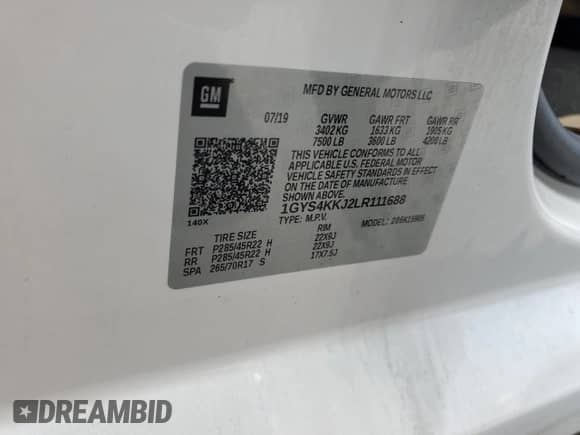 GM
MFD BY GENERAL MOTORS LLC
07/19 GVWR GAWR FRT GAWR RR
3402 KG 1633 KG 1905 KG
7500 LB 3600 LB 4200 LB
THIS VEHICLE CONFORMS TO ALL
APPLICABLE U.S. FEDERAL MOTOR
VEHICLE SAFETY STANDARDS IN EFFECT
ON THE DATE OF MANUFACTURE SHOWN ABOVE.
1GYS4KKJ2LR111688
140X TYPE: M.P.V. MODEL:
TIRE SIZE RIM
FRT P285/45R22 H 22X9J
RR P285/45R22 H 22X9J
SPA 265/70R17 S 17X7.5J
DREAMBID